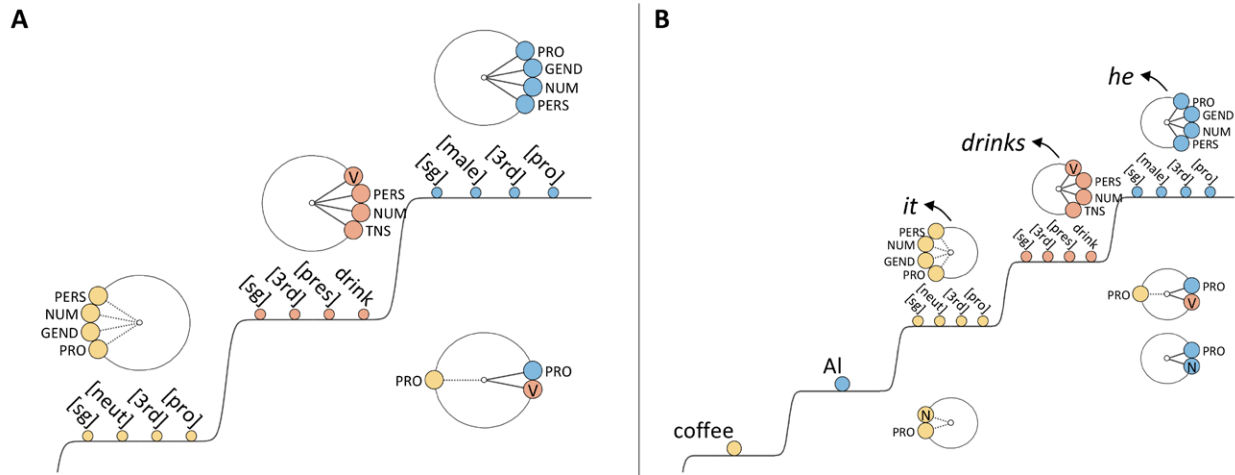 A
PRO
GEND
NUM
PERS
[sg]
[male]
[3rd]
[pro]
V
PERS
NUM
TNS
[sg]
[3rd]
[pres]
drink
PERS
NUM
GEND
PRO
[sg]
[neut]
[3rd]
[pro]
PRO
PRO
V
B
he
PRO
GEND
NUM
PERS
[sg]
[male]
[3rd]
[pro]
drinks
V
PERS
NUM
TNS
[sg]
[3rd]
[pres]
drink
it
PERS
NUM
GEND
PRO
[sg]
[neut]
[3rd]
[pro]
PRO
PRO
V
PRO
N
Al
N
PRO
coffee